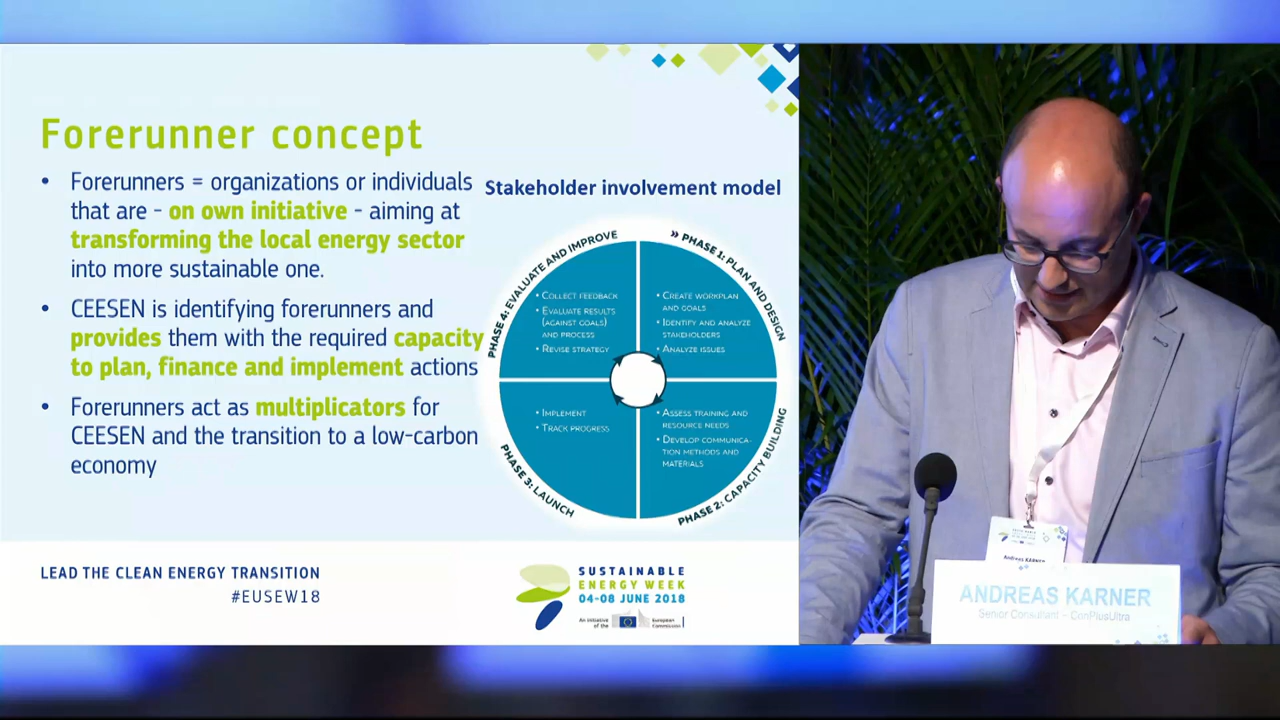 Forerunner concept
• Forerunners = organizations or individuals
that are - on own initiative - aiming at
transforming the local energy sector
into more sustainable one.
• CEESEN is identifying forerunners and
provides them with the required capacity
to plan, finance and implement actions
• Forerunners act as multiplicators for
CEESEN and the transition to a low-carbon
economy
Stakeholder involvement model
» PHASE 1: PLAN AND DESIGN
• CREATE WORKPLAN
AND GOALS
• IDENTIFY AND ANALYZE
STAKEHOLDERS
• ANALYZE ISSUES
PHASE 2: CAPACITY BUILDING
• ASSESS TRAINING AND
RESOURCE NEEDS
• DEVELOP COMMUNICA-
TION METHODS AND
MATERIALS
PHASE 3: LAUNCH
• IMPLEMENT
• TRACK PROGRESS
PHASE 4: EVALUATE AND IMPROVE
• COLLECT FEEDBACK
• EVALUATE RESULTS
(AGAINST GOALS)
AND PROCESS
• REVISE STRATEGY
LEAD THE CLEAN ENERGY TRANSITION
#EUSEW18
SUSTAINABLE
ENERGY WEEK
04-08 JUNE 2018
An initiative
of the
European
Commission
Andreas KARNER
ANDREAS KARNER
Senior Consultant – ConPlusUltra